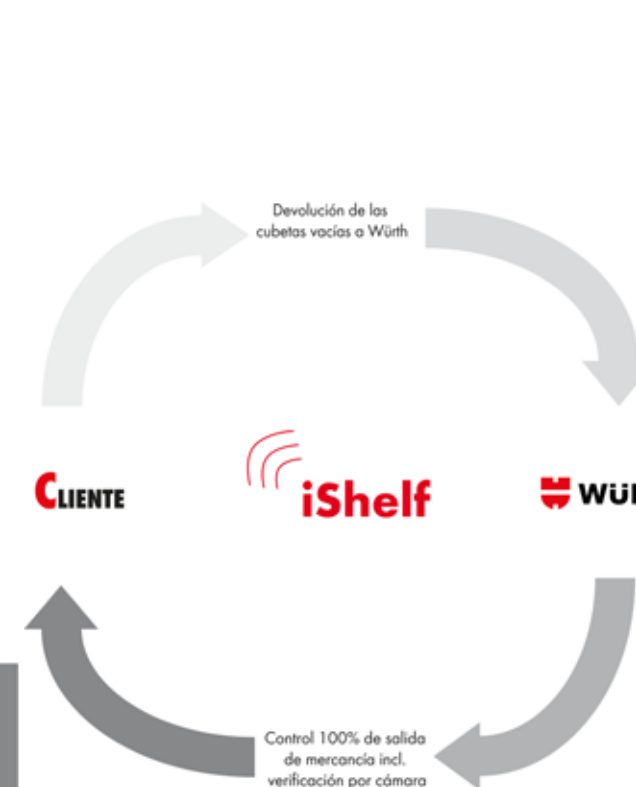 Devolución de las
cubetas vacías a Würth
CLIENTE
iShelf
Control 100% de salida
de mercancía incl.
verificación por cámara